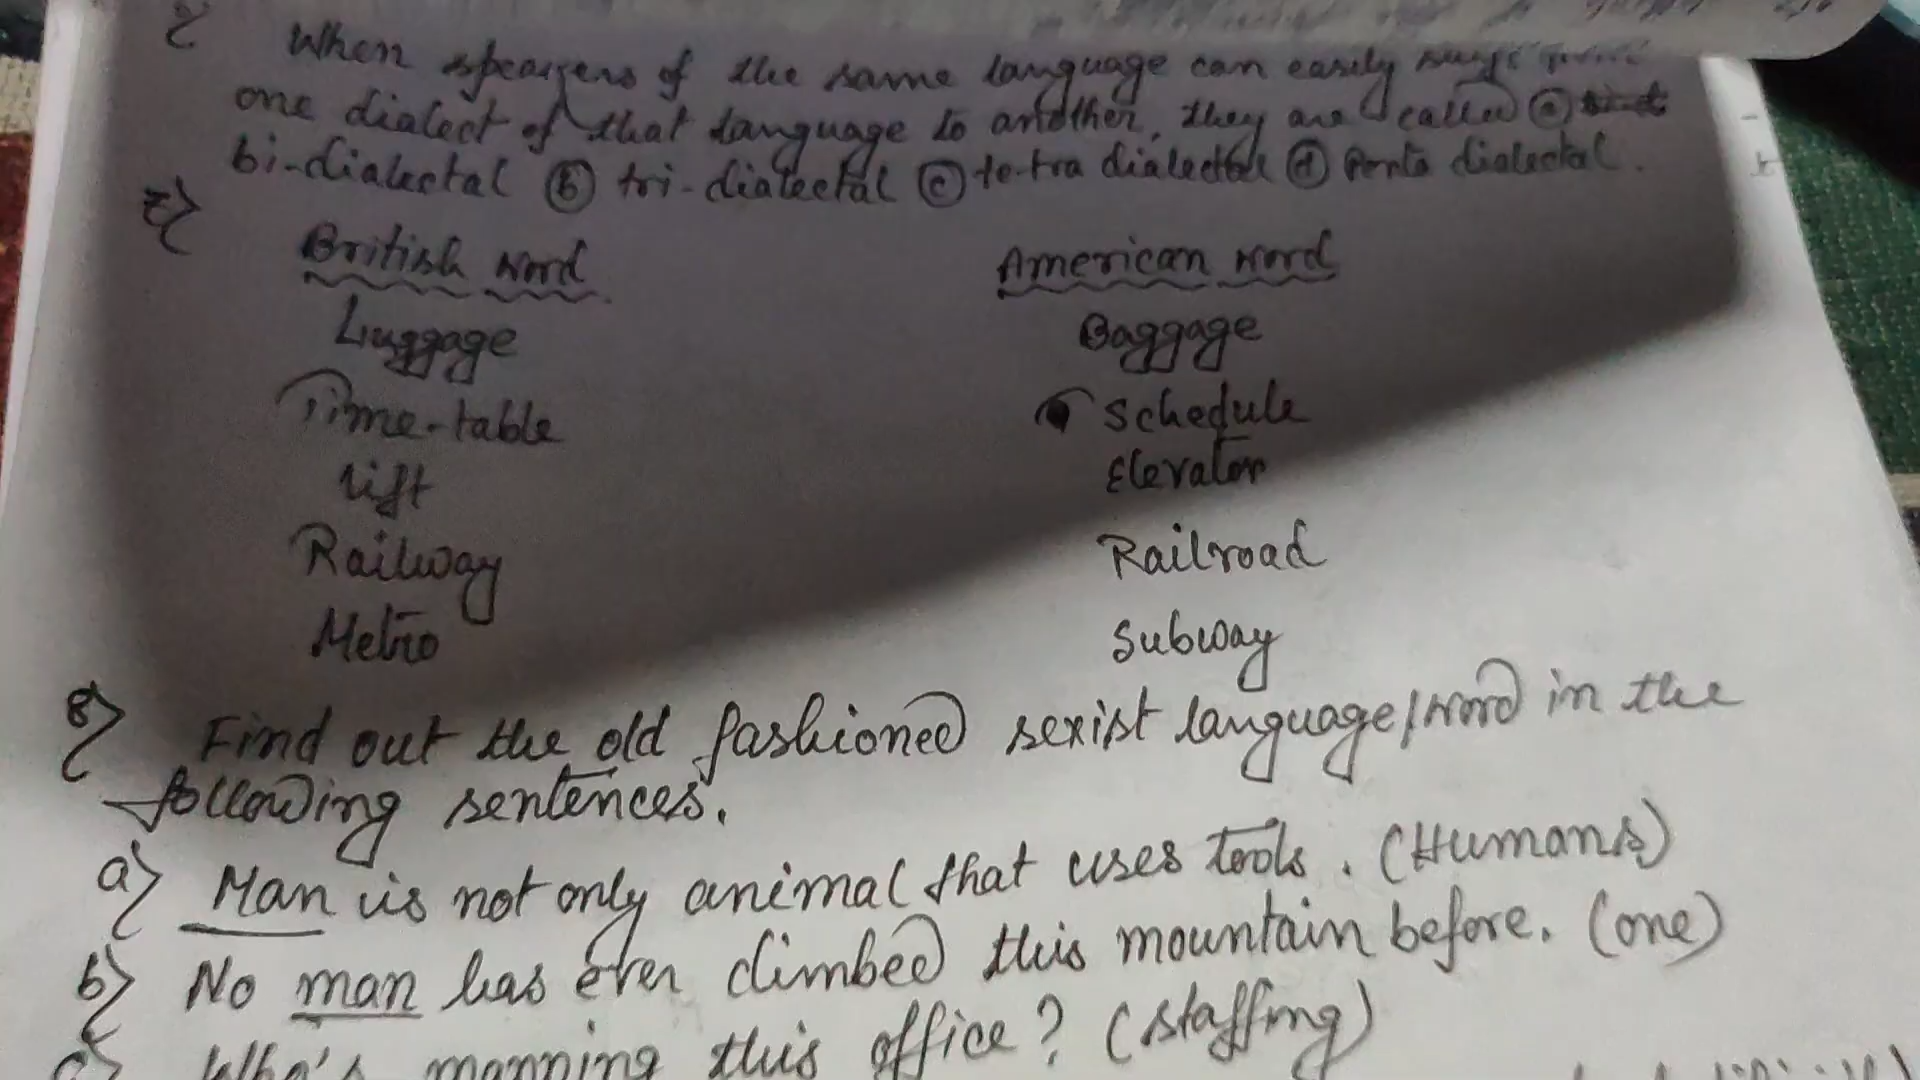 When speakers of the same language can easily
one dialect of that language to another, they are called ⓐ
bi-dialectal ⓑ tri-dialectal ⓒ tetra dialectal ⓓ Penta dialectal.
7)
British word American word
Luggage Baggage
Time-table Schedule
Lift Elevator
Railway Railroad
Metro Subway
8) Find out the old fashioned sexist language/word in the
following sentences.
a) Man is not only animal that uses tools. (Humans)
b) No man has ever climbed this mountain before. (one)
c) Who's manning this office? (staffing)